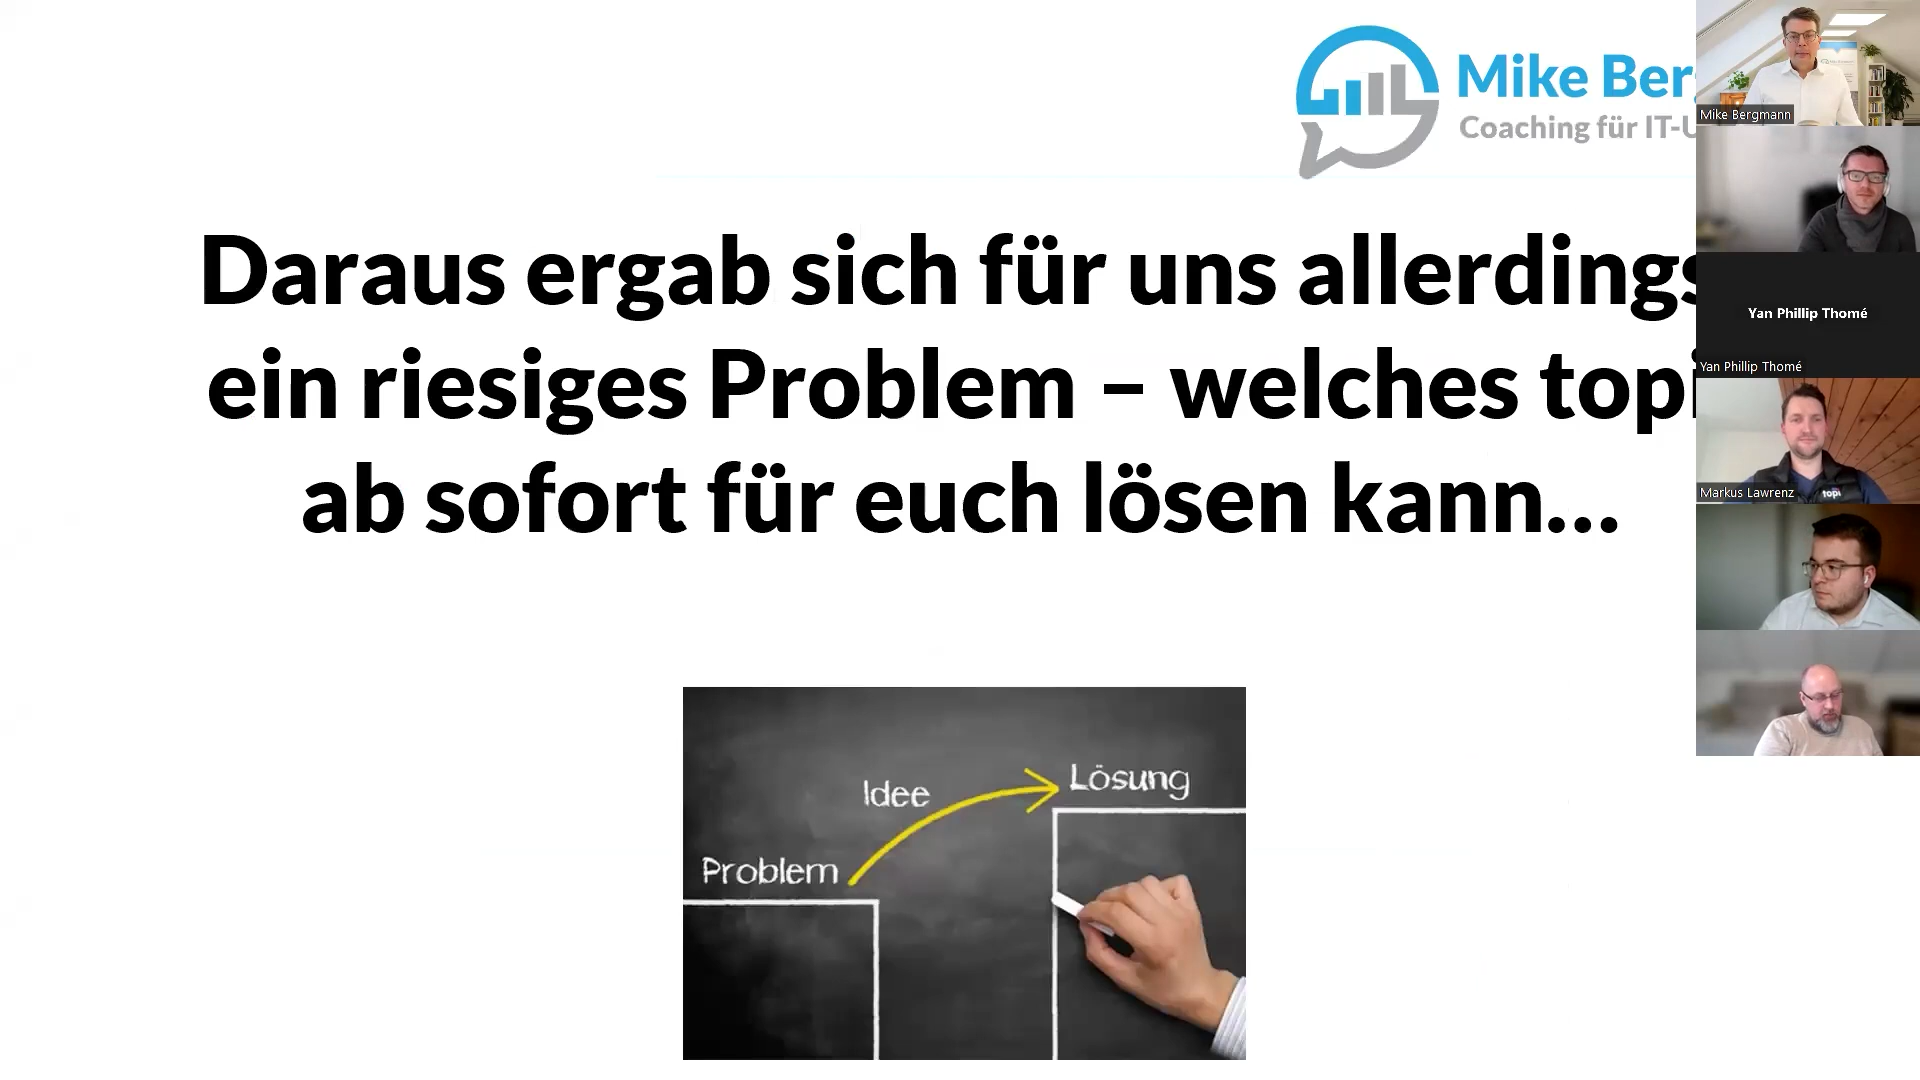 Mike Ber
Coaching für IT-U
Daraus ergab sich für uns allerdings
ein riesiges Problem – welches topi
ab sofort für euch lösen kann...
Idee
Lösung
Problem
Mike Bergmann
Yan Phillip Thomé
Yan Phillip Thomé
topi
Markus Lawrenz